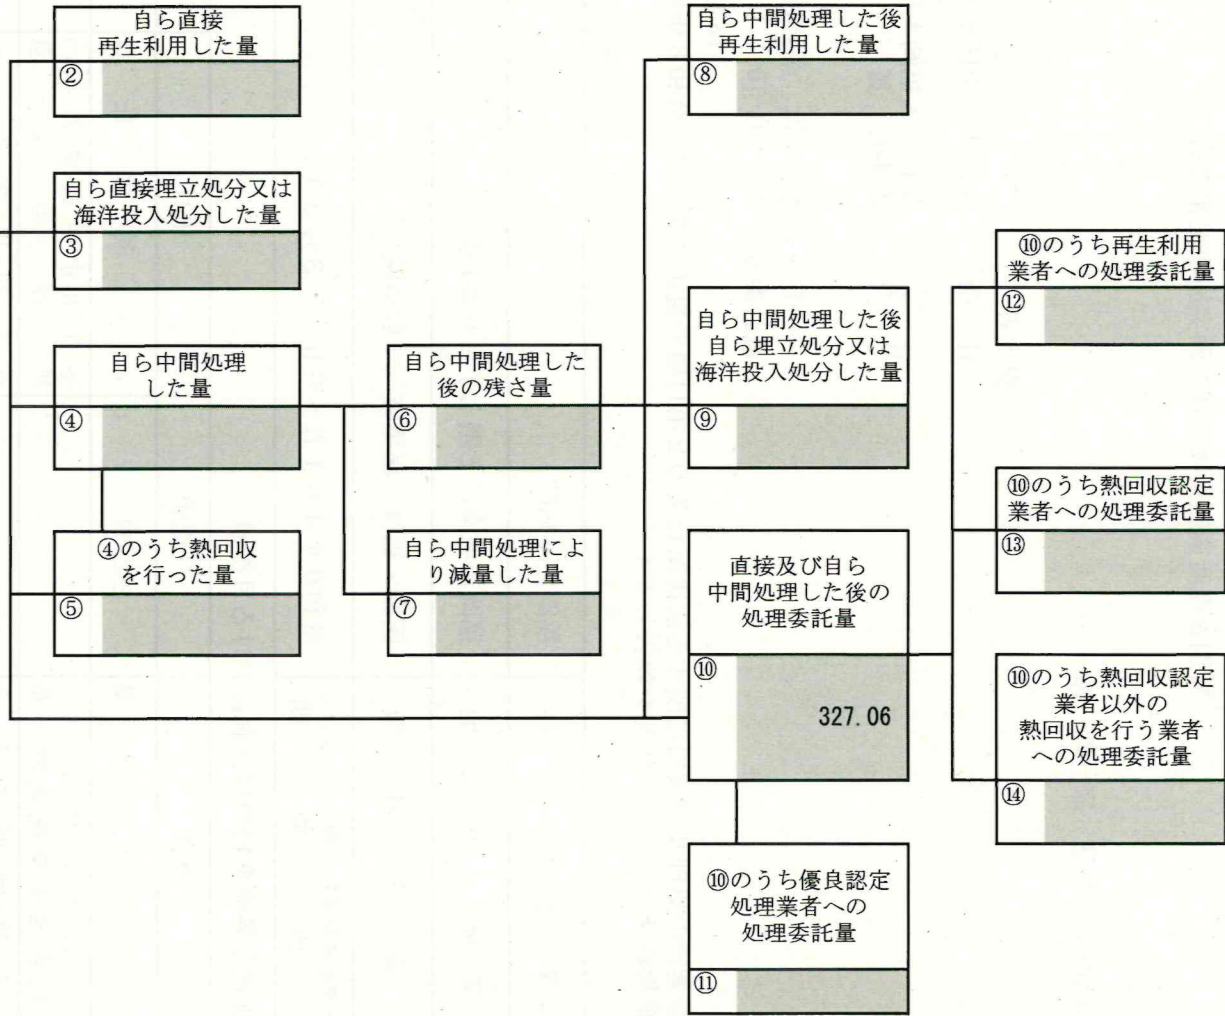 自ら直接
再生利用した量
②
自ら直接埋立処分又は
海洋投入処分した量
③
自ら中間処理
した量
④
④のうち熱回収
を行った量
⑤
自ら中間処理した
後の残さ量
⑥
自ら中間処理によ
り減量した量
⑦
自ら中間処理した後
再生利用した量
⑧
自ら中間処理した後
自ら埋立処分又は
海洋投入処分した量
⑨
直接及び自ら
中間処理した後の
処理委託量
⑩
327.06
⑩のうち優良認定
処理業者への
処理委託量
⑪
⑩のうち再生利用
業者への処理委託量
⑫
⑩のうち熱回収認定
業者への処理委託量
⑬
⑩のうち熱回収認定
業者以外の
熱回収を行う業者
への処理委託量
⑭